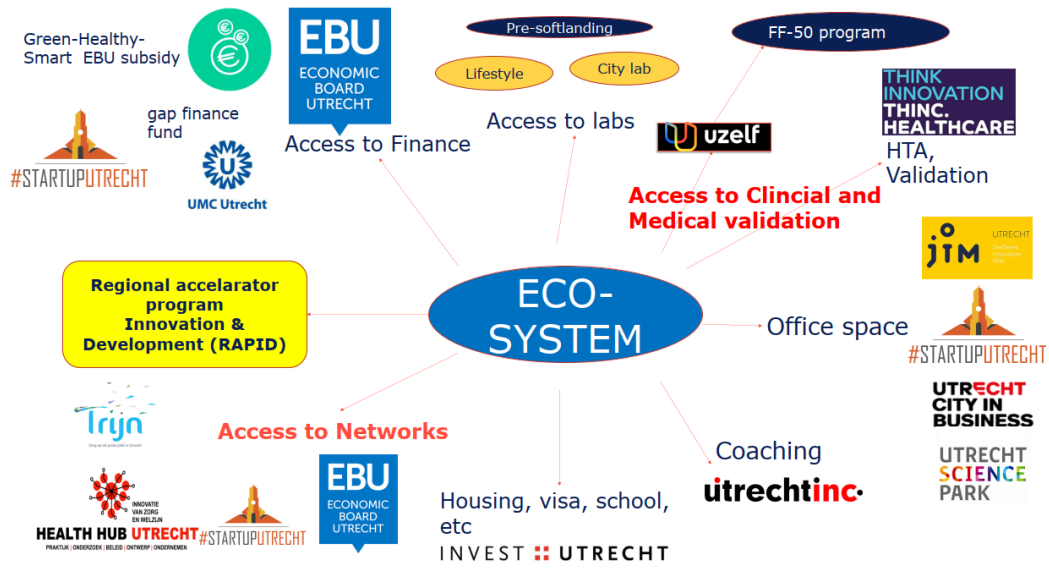 Green-Healthy-
Smart EBU subsidy
EBU
ECONOMIC
BOARD
UTRECHT
Pre-softlanding
Lifestyle
City lab
FF-50 program
gap finance
fund
#STARTUPUTRECHT
UMC Utrecht
Access to Finance
Access to labs
uzelf
THINK
INNOVATION
THINC.
HEALTHCARE
HTA,
Validation
Access to Clincial and
Medical validation
Regional accelarator
program
Innovation &
Development (RAPID)
ECO-
SYSTEM
jim
UTRECHT
Office space
#STARTUPUTRECHT
UTRECHT
CITY IN
BUSINESS
UTRECHT
SCIENCE
PARK
Trijn
Access to Networks
INNOVATIE
VAN ZORG
EN WELZIJN
HEALTH HUB UTRECHT
PRAKTIJK | ONDERZOEK | BELEID | ONTWERP | ONDERNEMEN
#STARTUPUTRECHT
EBU
ECONOMIC
BOARD
UTRECHT
Housing, visa, school,
etc
INVEST UTRECHT
Coaching
utrechtinc.